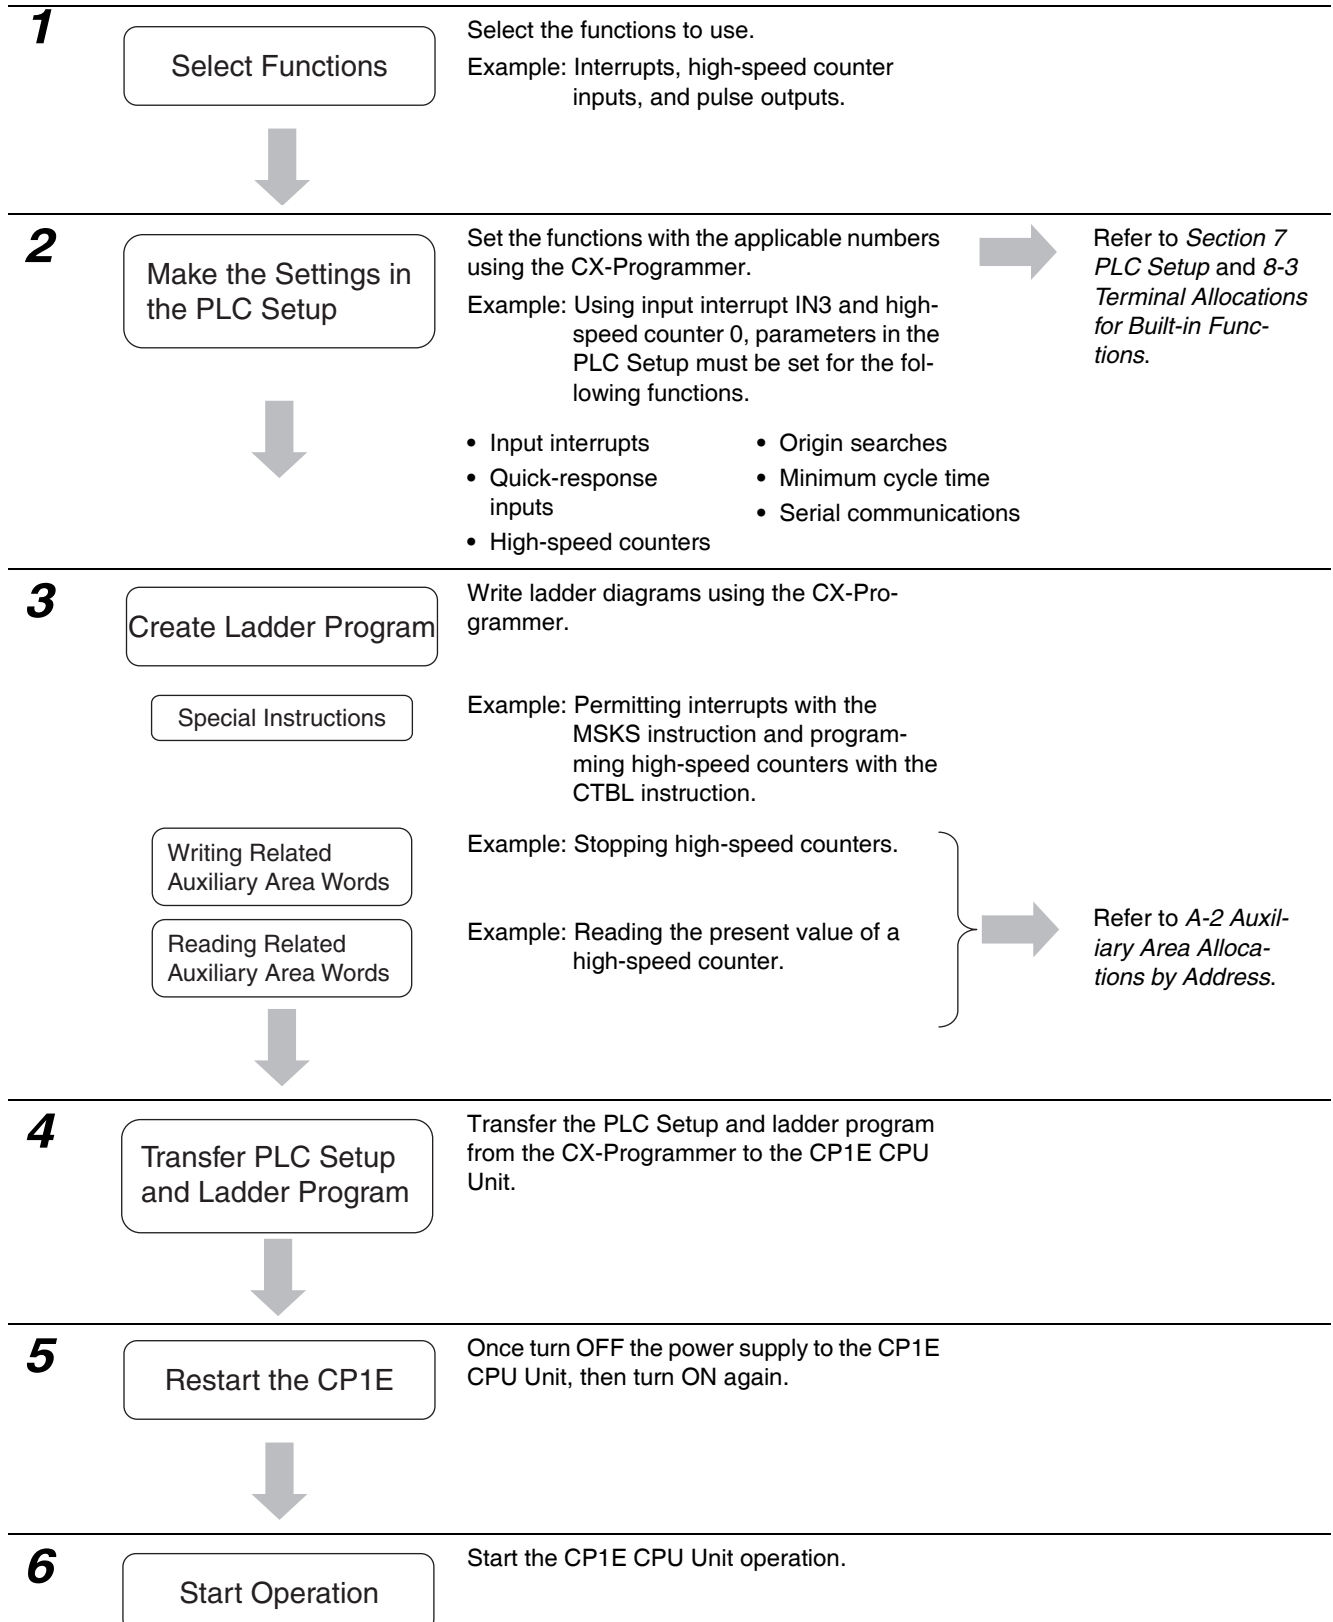 1
Select Functions
Select the functions to use.
Example: Interrupts, high-speed counter
inputs, and pulse outputs.
2
Make the Settings in
the PLC Setup
Set the functions with the applicable numbers
using the CX-Programmer.
Example: Using input interrupt IN3 and high-
speed counter 0, parameters in the
PLC Setup must be set for the fol-
lowing functions.
• Input interrupts
• Quick-response
inputs
• High-speed counters
• Origin searches
• Minimum cycle time
• Serial communications
Refer to Section 7
PLC Setup and 8-3
Terminal Allocations
for Built-in Func-
tions.
3
Create Ladder Program
Write ladder diagrams using the CX-Pro-
grammer.
Special Instructions
Example: Permitting interrupts with the
MSKS instruction and program-
ming high-speed counters with the
CTBL instruction.
Writing Related
Auxiliary Area Words
Example: Stopping high-speed counters.
Reading Related
Auxiliary Area Words
Example: Reading the present value of a
high-speed counter.
Refer to A-2 Auxil-
iary Area Alloca-
tions by Address.
4
Transfer PLC Setup
and Ladder Program
Transfer the PLC Setup and ladder program
from the CX-Programmer to the CP1E CPU
Unit.
5
Restart the CP1E
Once turn OFF the power supply to the CP1E
CPU Unit, then turn ON again.
6
Start Operation
Start the CP1E CPU Unit operation.